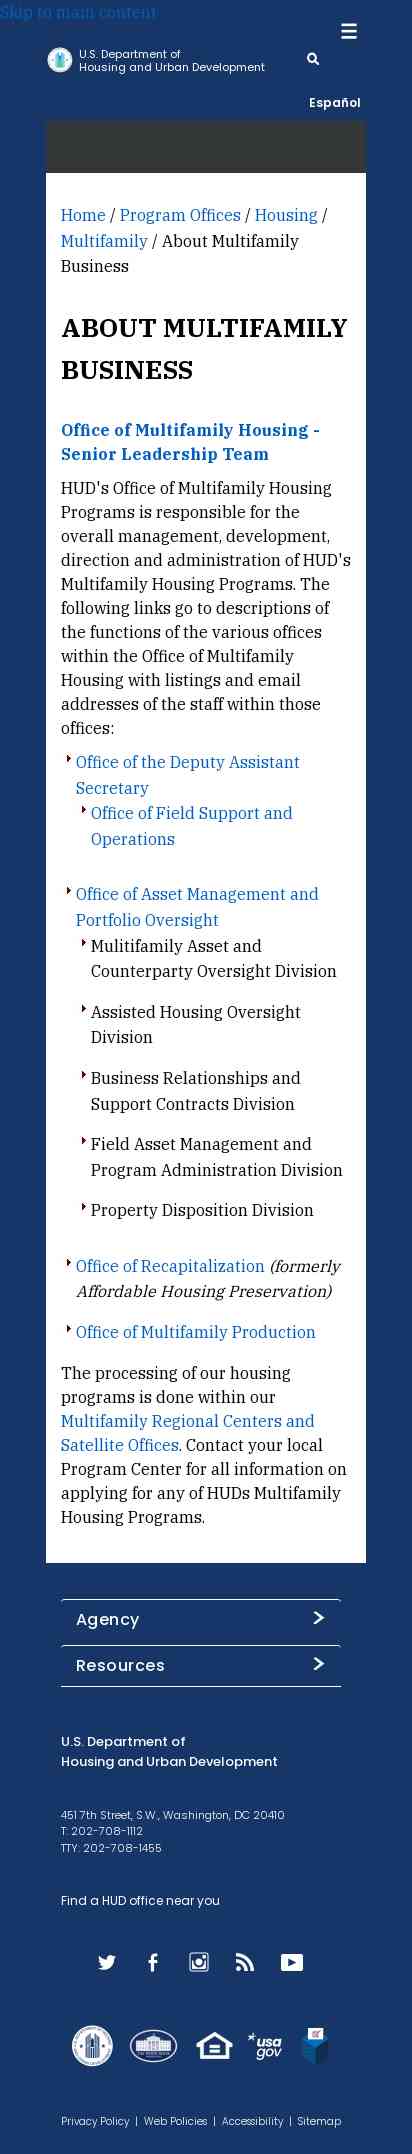 Skip to main content
U.S. Department of
Housing and Urban Development
Español
Home / Program Offices / Housing /
Multifamily / About Multifamily
Business
ABOUT MULTIFAMILY
BUSINESS
Office of Multifamily Housing -
Senior Leadership Team
HUD's Office of Multifamily Housing
Programs is responsible for the
overall management, development,
direction and administration of HUD's
Multifamily Housing Programs. The
following links go to descriptions of
the functions of the various offices
within the Office of Multifamily
Housing with listings and email
addresses of the staff within those
offices:
Office of the Deputy Assistant
Secretary
Office of Field Support and
Operations
Office of Asset Management and
Portfolio Oversight
Mulitifamily Asset and
Counterparty Oversight Division
Assisted Housing Oversight
Division
Business Relationships and
Support Contracts Division
Field Asset Management and
Program Administration Division
Property Disposition Division
Office of Recapitalization (formerly
Affordable Housing Preservation)
Office of Multifamily Production
The processing of our housing
programs is done within our
Multifamily Regional Centers and
Satellite Offices. Contact your local
Program Center for all information on
applying for any of HUDs Multifamily
Housing Programs.
Agency
Resources
U.S. Department of
Housing and Urban Development
451 7th Street, S.W., Washington, DC 20410
T: 202-708-1112
TTY: 202-708-1455
Find a HUD office near you
usa
gov
Privacy Policy | Web Policies | Accessibility | Sitemap